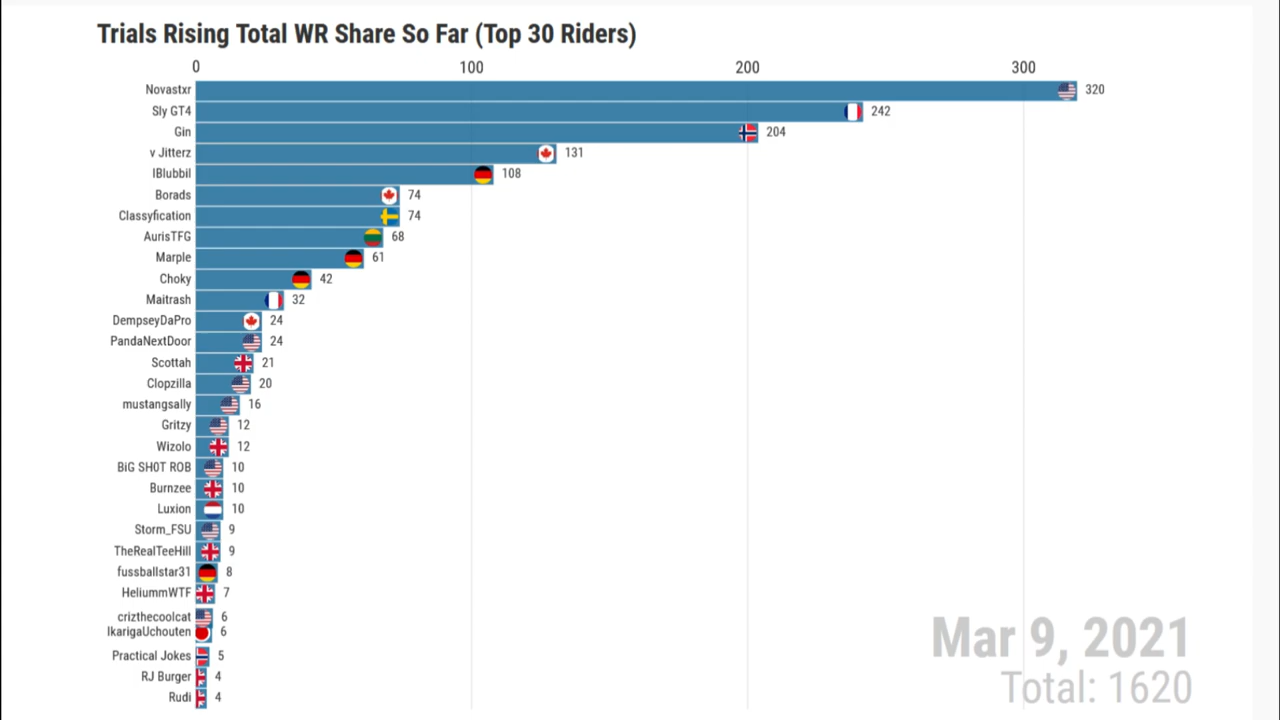 Trials Rising Total WR Share So Far (Top 30 Riders)
0 100 200 300
Novastxr 320
Sly GT4 242
Gin 204
v Jitterz 131
IBlubbil 108
Borads 74
Classyfication 74
AurisTFG 68
Marple 61
Choky 42
Maitrash 32
DempseyDaPro 24
PandaNextDoor 24
Scottah 21
Clopzilla 20
mustangsally 16
Gritzy 12
Wizolo 12
BiG SH0T ROB 10
Burnzee 10
Luxion 10
Storm_FSU 9
TheRealTeeHill 9
fussballstar31 8
HeliummWTF 7
crizthecoolcat 6
IkarigaUchouten 6
Practical Jokes 5
RJ Burger 4
Rudi 4
Mar 9, 2021
Total: 1620